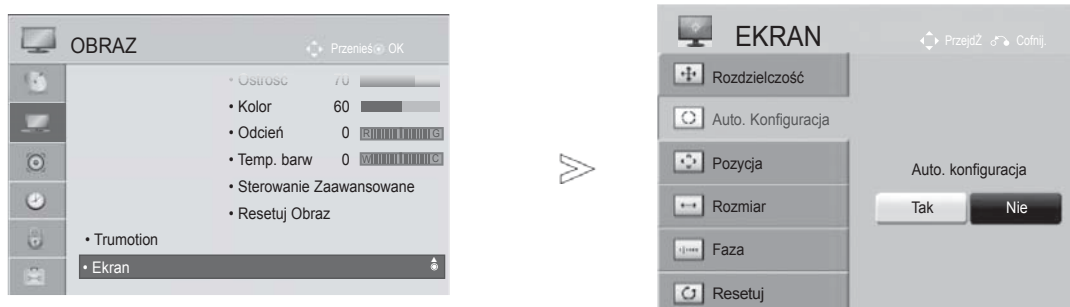 OBRAZ
Przenieś OK
• Ostrość 70
• Kolor 60
• Odcień 0 R G
• Temp. barw 0 W C
• Sterowanie Zaawansowane
• Resetuj Obraz
• Trumotion
• Ekran
EKRAN
PrzejdŹ Cofnij.
Rozdzielczość
Auto. Konfiguracja
Pozycja
Rozmiar
Faza
Resetuj
Auto. konfiguracja
Tak Nie